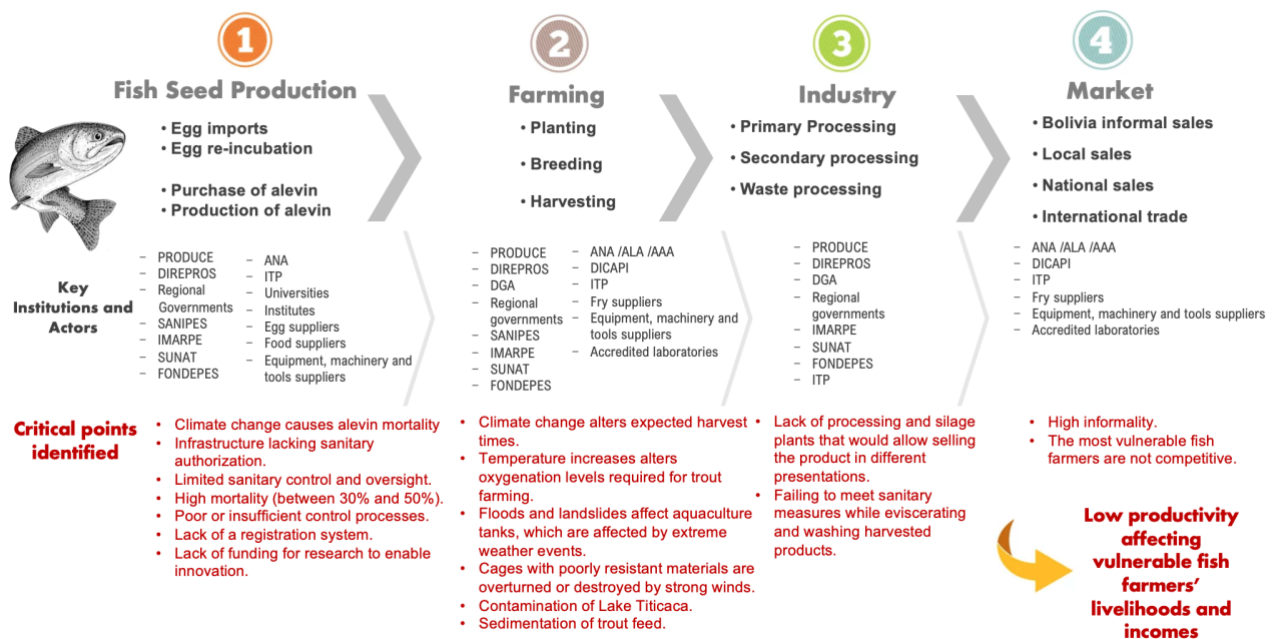 1
Fish Seed Production
• Egg imports
• Egg re-incubation
• Purchase of alevin
• Production of alevin
2
Farming
• Planting
• Breeding
• Harvesting
3
Industry
• Primary Processing
• Secondary processing
• Waste processing
4
Market
• Bolivia informal sales
• Local sales
• National sales
• International trade
Key
Institutions and
Actors
– PRODUCE
– DIREPROS
– Regional
Governments
– SANIPES
– IMARPE
– SUNAT
– FONDEPES
– ANA
– ITP
– Universities
– Institutes
– Egg suppliers
– Food suppliers
– Equipment, machinery and
tools suppliers
– PRODUCE
– DIREPROS
– DGA
– Regional
governments
– SANIPES
– IMARPE
– SUNAT
– FONDEPES
– ANA /ALA /AAA
– DICAPI
– ITP
– Fry suppliers
– Equipment, machinery and
tools suppliers
– Accredited laboratories
– PRODUCE
– DIREPROS
– DGA
– Regional
governments
– IMARPE
– SUNAT
– FONDEPES
– ITP
– ANA /ALA /AAA
– DICAPI
– ITP
– Fry suppliers
– Equipment, machinery and tools suppliers
– Accredited laboratories
Critical points
identified
• Climate change causes alevin mortality
• Infrastructure lacking sanitary
authorization.
• Limited sanitary control and oversight.
• High mortality (between 30% and 50%).
• Poor or insufficient control processes.
• Lack of a registration system.
• Lack of funding for research to enable
innovation.
• Climate change alters expected harvest
times.
• Temperature increases alters
oxygenation levels required for trout
farming.
• Floods and landslides affect aquaculture
tanks, which are affected by extreme
weather events.
• Cages with poorly resistant materials are
overturned or destroyed by strong winds.
• Contamination of Lake Titicaca.
• Sedimentation of trout feed.
• Lack of processing and silage
plants that would allow selling
the product in different
presentations.
• Failing to meet sanitary
measures while eviscerating
and washing harvested
products.
• High informality.
• The most vulnerable fish
farmers are not competitive.
Low productivity
affecting
vulnerable fish
farmers'
livelihoods and
incomes